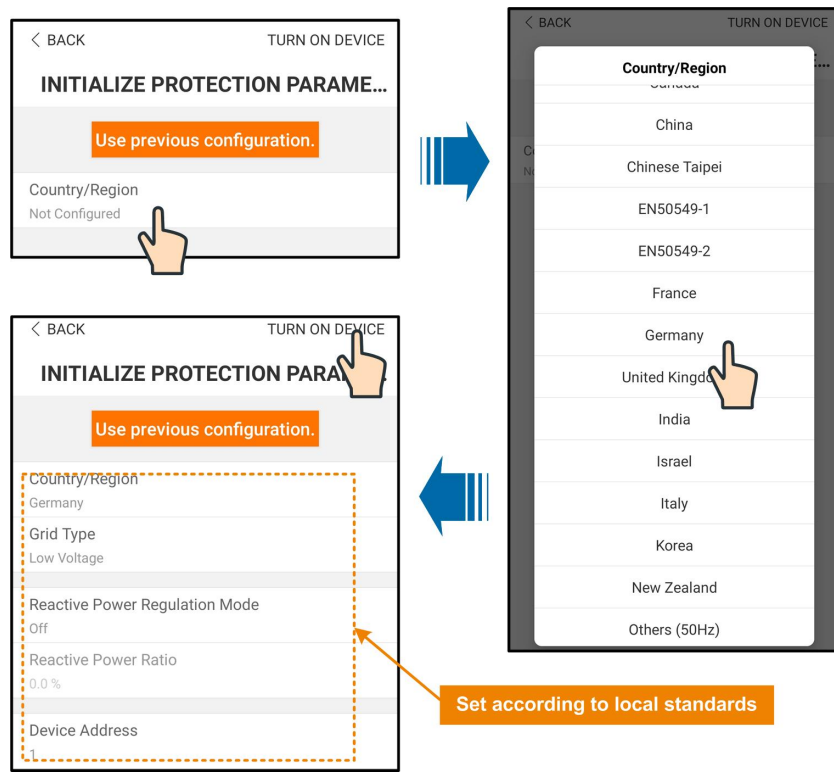 < BACK TURN ON DEVICE
INITIALIZE PROTECTION PARAME...
Use previous configuration.
Country/Region
Not Configured
< BACK TURN ON DEVICE
Country/Region
Canada
China
Chinese Taipei
EN50549-1
EN50549-2
France
Germany
United Kingdo
India
Israel
Italy
Korea
New Zealand
Others (50Hz)
< BACK TURN ON DEVICE
INITIALIZE PROTECTION PARA
Use previous configuration.
Country/Region
Germany
Grid Type
Low Voltage
Reactive Power Regulation Mode
Off
Reactive Power Ratio
0.0 %
Device Address
1
Set according to local standards